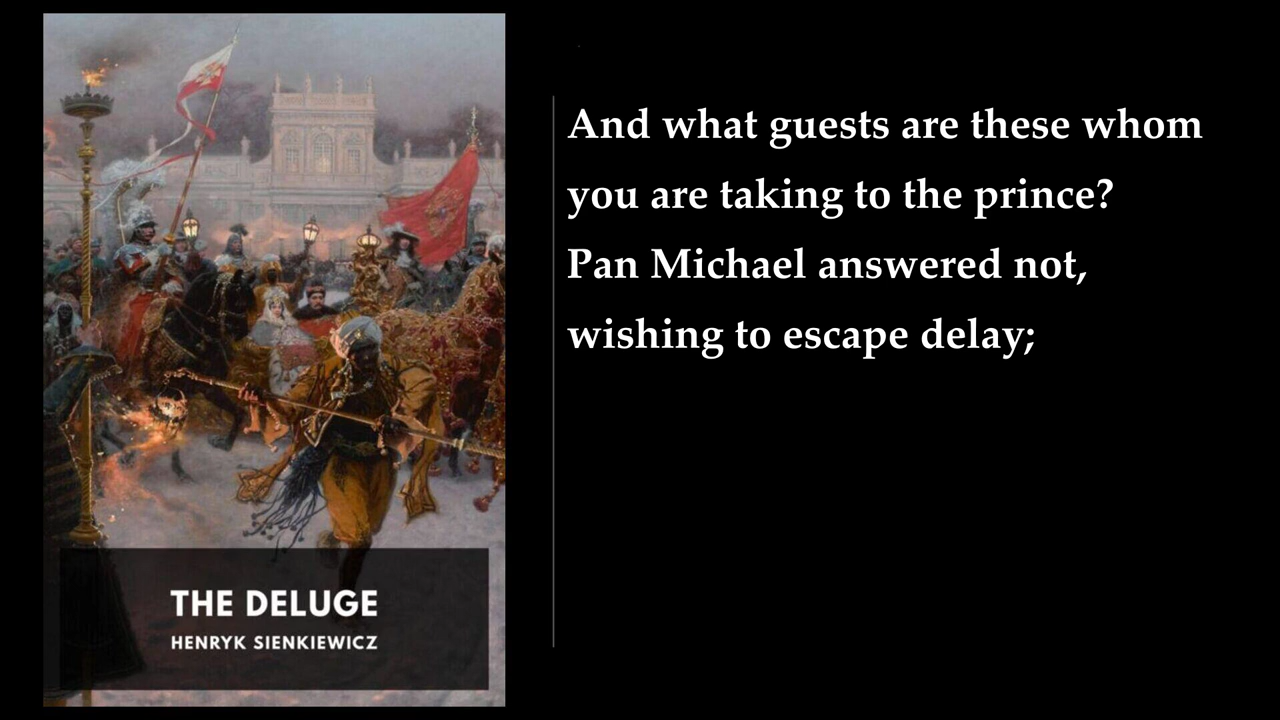 And what guests are these whom
you are taking to the prince?
Pan Michael answered not,
wishing to escape delay;
THE DELUGE
HENRYK SIENKIEWICZ